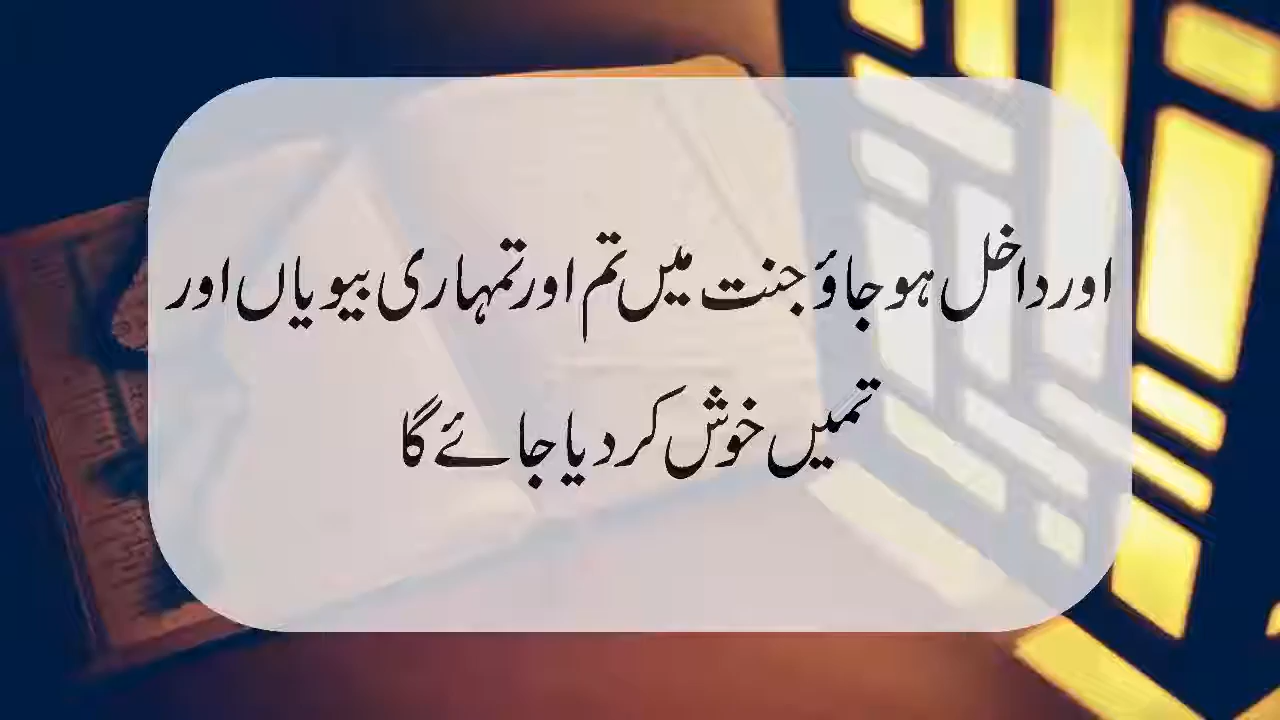 اور داخل ہو جاؤ جنت میں تم اور تمہاری بیویاں اور
تمیں خوش کر دیا جائے گا